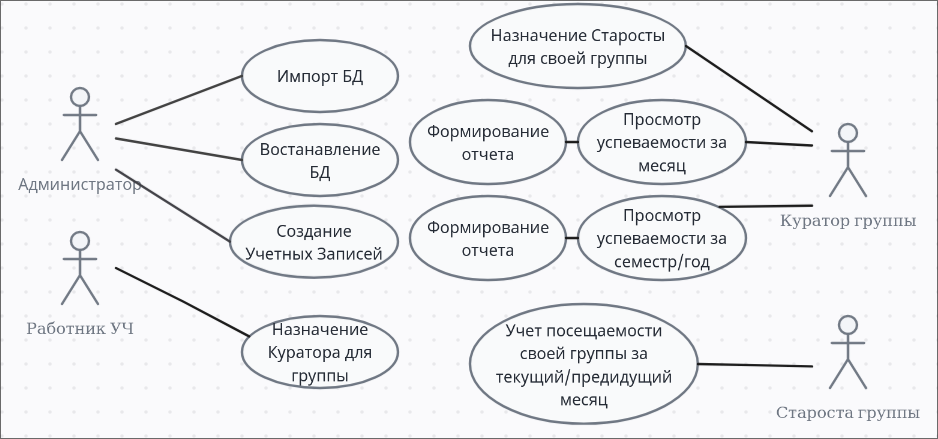 Назначение Старосты
для своей группы
Импорт БД
Формирование
отчета
Просмотр
успеваемости за
месяц
Востанавление
БД
Администратор
Куратор группы
Создание
Учетных Записей
Формирование
отчета
Просмотр
успеваемости за
семестр/год
Работник УЧ
Назначение
Куратора для
группы
Учет посещаемости
своей группы за
текущий/предидущий
месяц
Староста группы